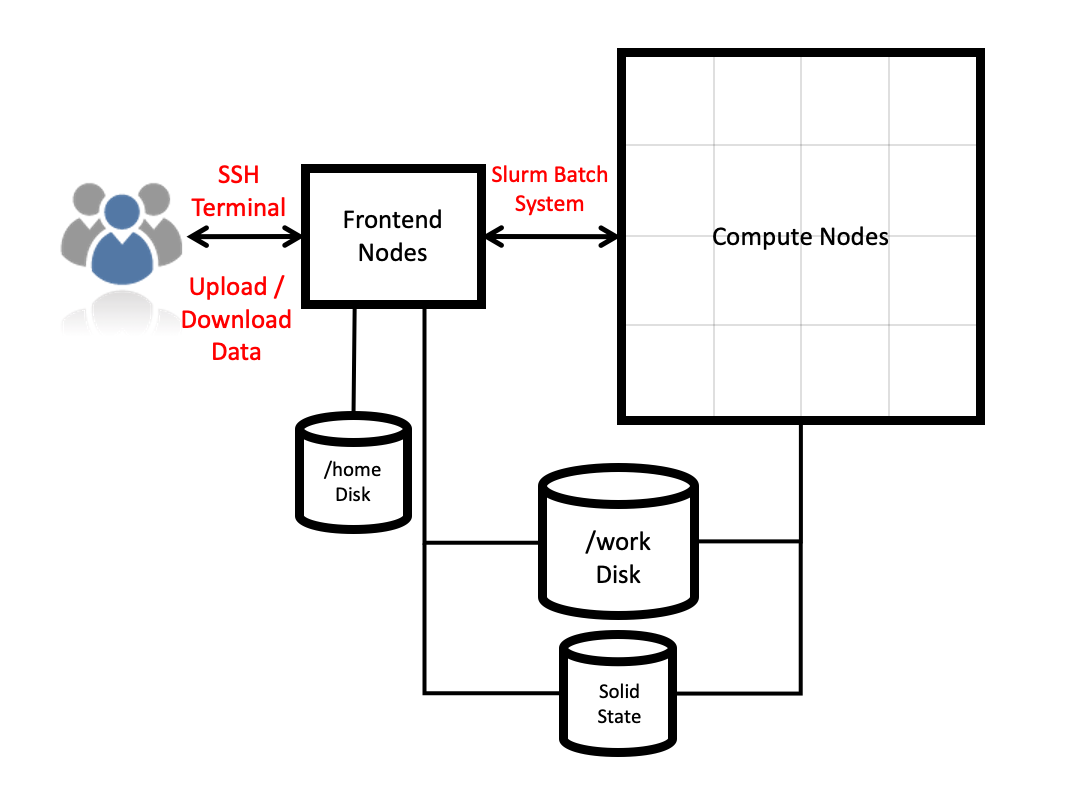 SSH
Terminal
Upload /
Download
Data
Frontend
Nodes
Slurm Batch
System
Compute Nodes
/home
Disk
/work
Disk
Solid
State